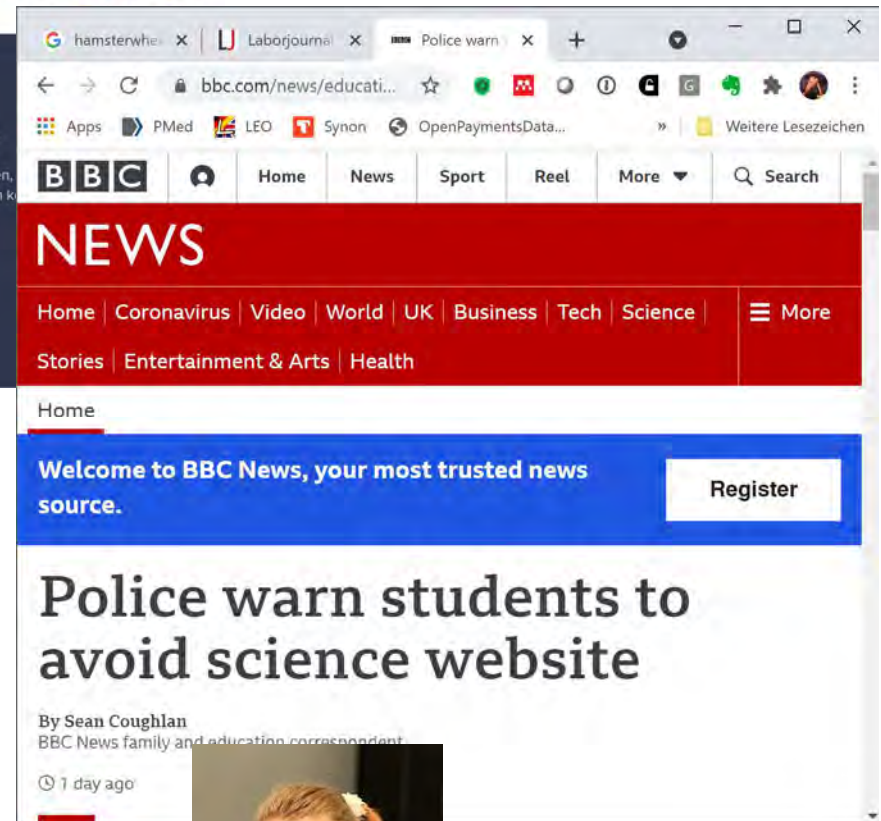 hamsterwhe
Laborjourna
Police warn
bbc.com/news/educati...
Apps PMed LEO Synon OpenPaymentsData... » Weitere Lesezeichen
BBC Home News Sport Reel More Search
NEWS
Home Coronavirus Video World UK Business Tech Science More
Stories Entertainment & Arts Health
Home
Welcome to BBC News, your most trusted news
source.
Register
Police warn students to
avoid science website
By Sean Coughlan
BBC News family and education correspondent
1 day ago